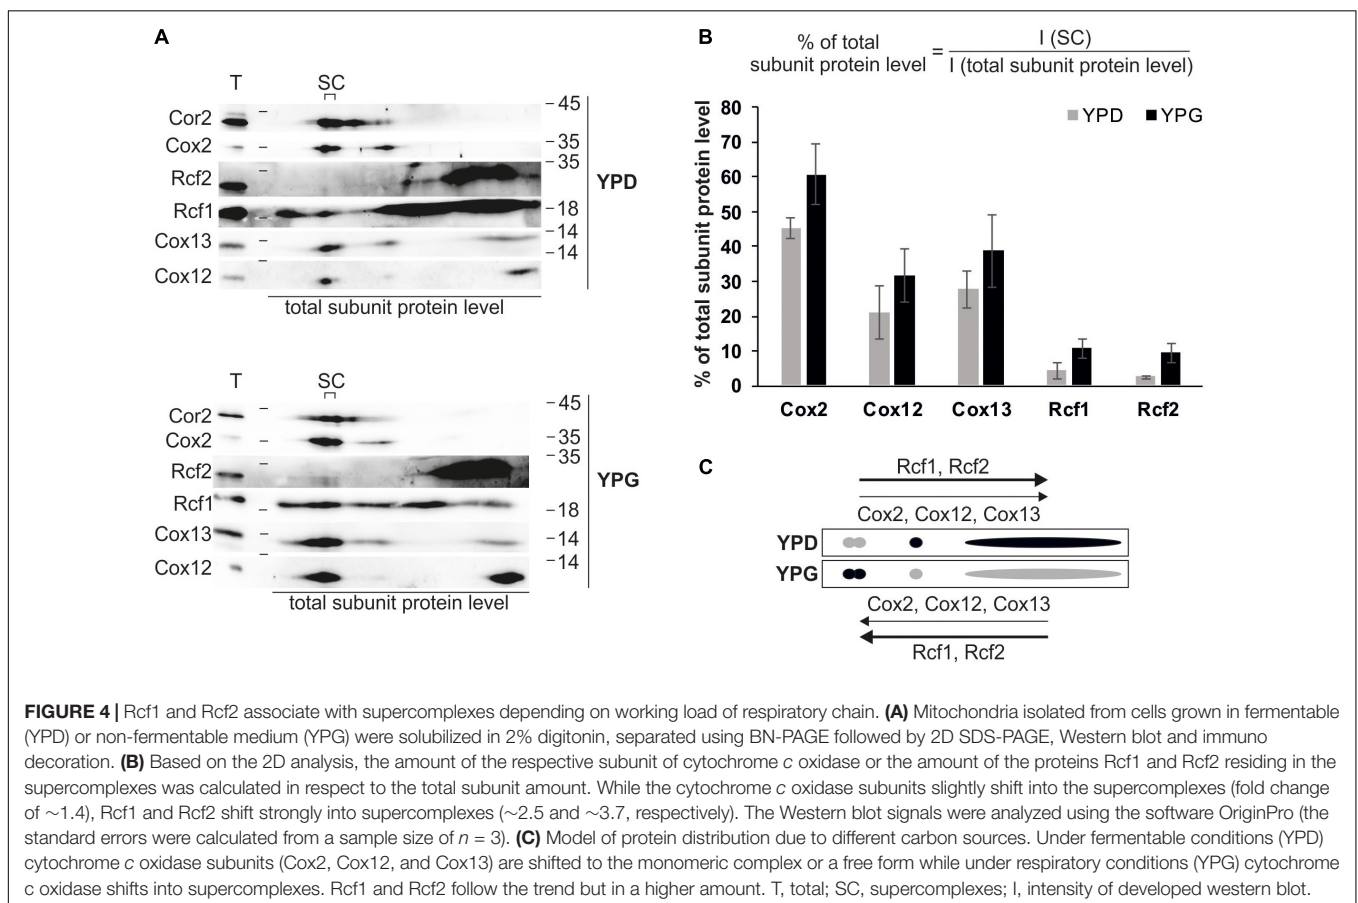 A
T
SC
Cor2
Cox2
Rcf2
Rcf1
Cox13
Cox12
45
35
35
18
14
14
YPD
total subunit protein level
T
SC
Cor2
Cox2
Rcf2
Rcf1
Cox13
Cox12
45
35
35
18
14
14
YPG
total subunit protein level
B
% of total
subunit protein level
=
I (SC)
I (total subunit protein level)
% of total subunit protein level
80
70
60
50
40
30
20
10
0
YPD YPG
Cox2 Cox12 Cox13 Rcf1 Rcf2
C
Rcf1, Rcf2
Cox2, Cox12, Cox13
YPD
YPG
Cox2, Cox12, Cox13
Rcf1, Rcf2
FIGURE 4 | Rcf1 and Rcf2 associate with supercomplexes depending on working load of respiratory chain. (A) Mitochondria isolated from cells grown in fermentable
(YPD) or non-fermentable medium (YPG) were solubilized in 2% digitonin, separated using BN-PAGE followed by 2D SDS-PAGE, Western blot and immuno
decoration. (B) Based on the 2D analysis, the amount of the respective subunit of cytochrome c oxidase or the amount of the proteins Rcf1 and Rcf2 residing in the
supercomplexes was calculated in respect to the total subunit amount. While the cytochrome c oxidase subunits slightly shift into the supercomplexes (fold change
of ∼1.4), Rcf1 and Rcf2 shift strongly into supercomplexes (∼2.5 and ∼3.7, respectively). The Western blot signals were analyzed using the software OriginPro (the
standard errors were calculated from a sample size of n = 3). (C) Model of protein distribution due to different carbon sources. Under fermentable conditions (YPD)
cytochrome c oxidase subunits (Cox2, Cox12, and Cox13) are shifted to the monomeric complex or a free form while under respiratory conditions (YPG) cytochrome
c oxidase shifts into supercomplexes. Rcf1 and Rcf2 follow the trend but in a higher amount. T, total; SC, supercomplexes; I, intensity of developed western blot.